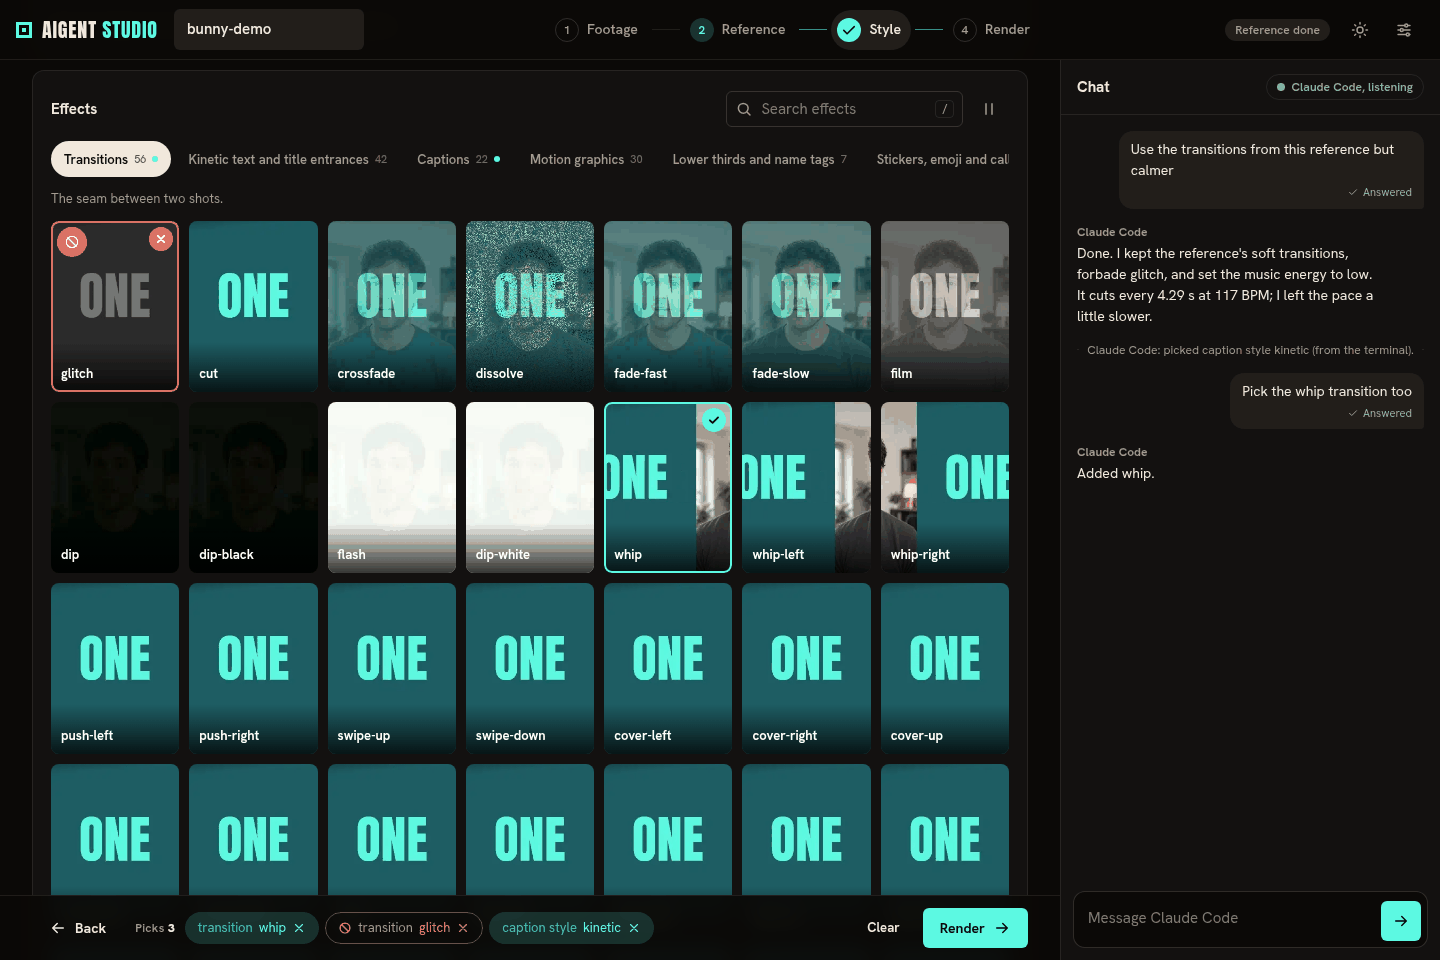 AIGENT STUDIO
bunny-demo
1 Footage
2 Reference
Style
4 Render
Reference done
Effects
Search effects /
Transitions 56
Kinetic text and title entrances 42
Captions 22
Motion graphics 30
Lower thirds and name tags 7
Stickers, emoji and call
The seam between two shots.
ONE
glitch
ONE
cut
ONE
crossfade
ONE
dissolve
ONE
fade-fast
ONE
fade-slow
ONE
film
dip
dip-black
flash
dip-white
ONE
whip
ONE
whip-left
ONE
whip-right
ONE
push-left
ONE
push-right
ONE
swipe-up
ONE
swipe-down
ONE
cover-left
ONE
cover-right
ONE
cover-up
ONE
ONE
ONE
ONE
ONE
ONE
ONE
Back
Picks 3
transition whip
transition glitch
caption style kinetic
Clear
Render
Chat
Claude Code, listening
Use the transitions from this reference but
calmer
Answered
Claude Code
Done. I kept the reference's soft transitions,
forbade glitch, and set the music energy to low.
It cuts every 4.29 s at 117 BPM; I left the pace a
little slower.
Claude Code: picked caption style kinetic (from the terminal).
Pick the whip transition too
Answered
Claude Code
Added whip.
Message Claude Code